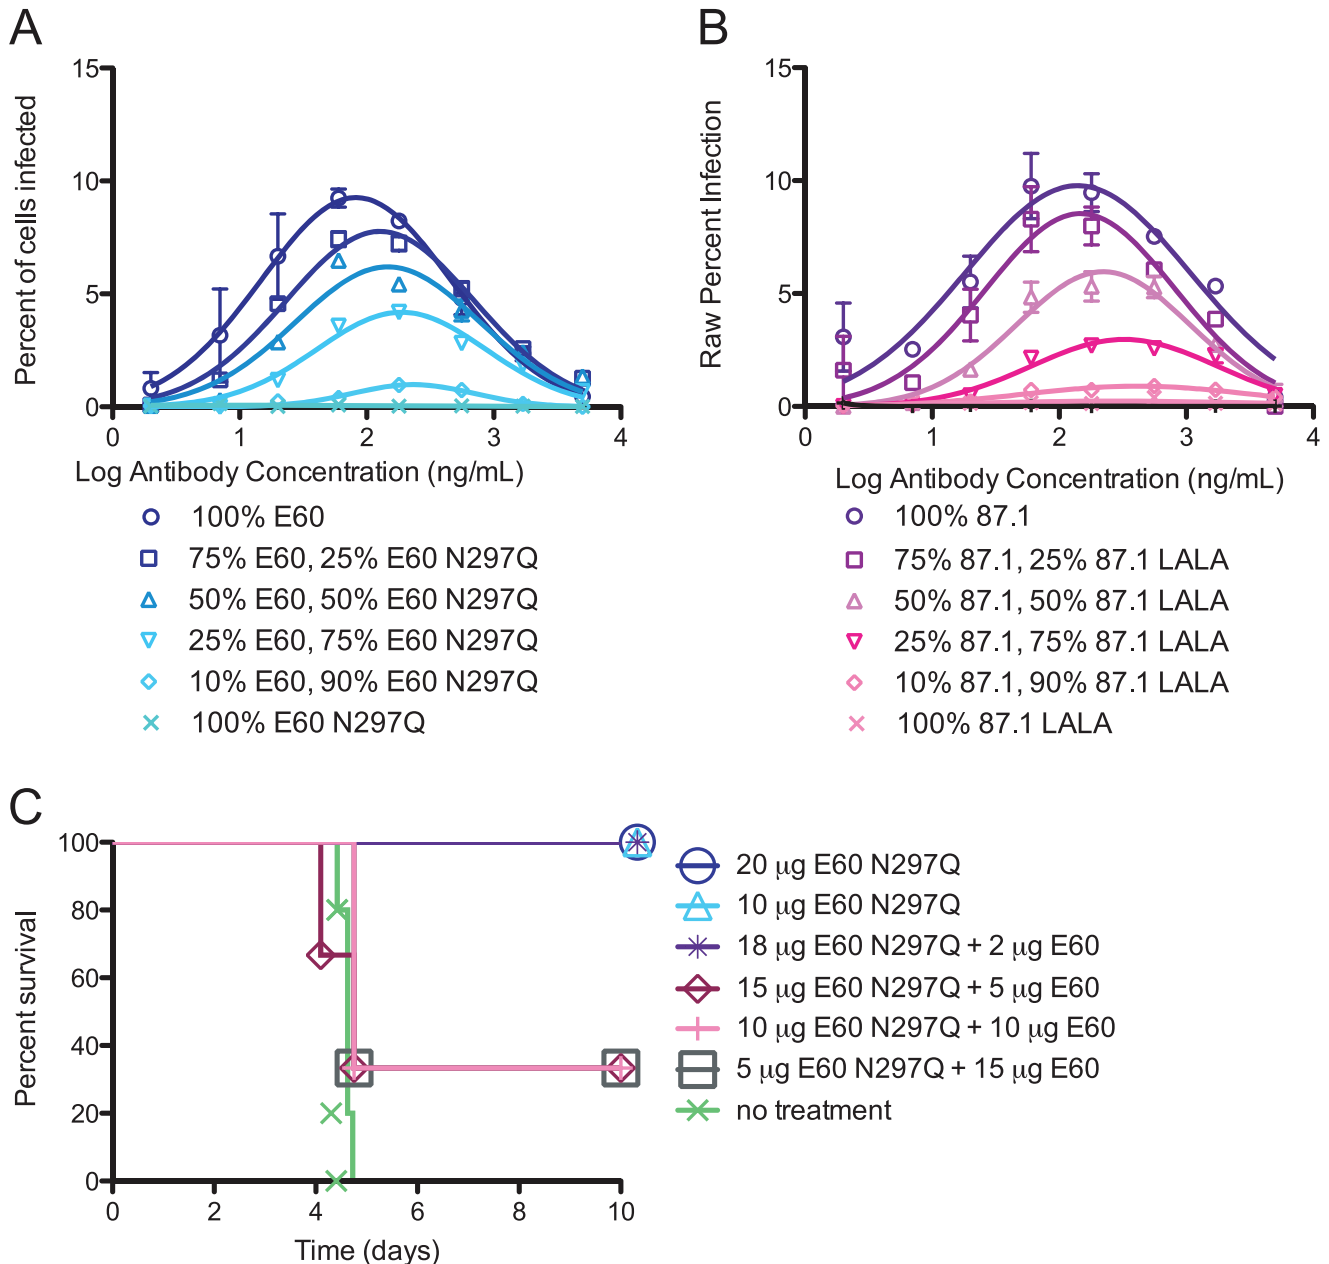 A
Percent of cells infected
15
10
5
0
0 1 2 3 4
Log Antibody Concentration (ng/mL)
100% E60
75% E60, 25% E60 N297Q
50% E60, 50% E60 N297Q
25% E60, 75% E60 N297Q
10% E60, 90% E60 N297Q
100% E60 N297Q
B
Raw Percent Infection
15
10
5
0
0 1 2 3 4
Log Antibody Concentration (ng/mL)
100% 87.1
75% 87.1, 25% 87.1 LALA
50% 87.1, 50% 87.1 LALA
25% 87.1, 75% 87.1 LALA
10% 87.1, 90% 87.1 LALA
100% 87.1 LALA
C
Percent survival
100
80
60
40
20
0
0 2 4 6 8 10
Time (days)
20 μg E60 N297Q
10 μg E60 N297Q
18 μg E60 N297Q + 2 μg E60
15 μg E60 N297Q + 5 μg E60
10 μg E60 N297Q + 10 μg E60
5 μg E60 N297Q + 15 μg E60
no treatment